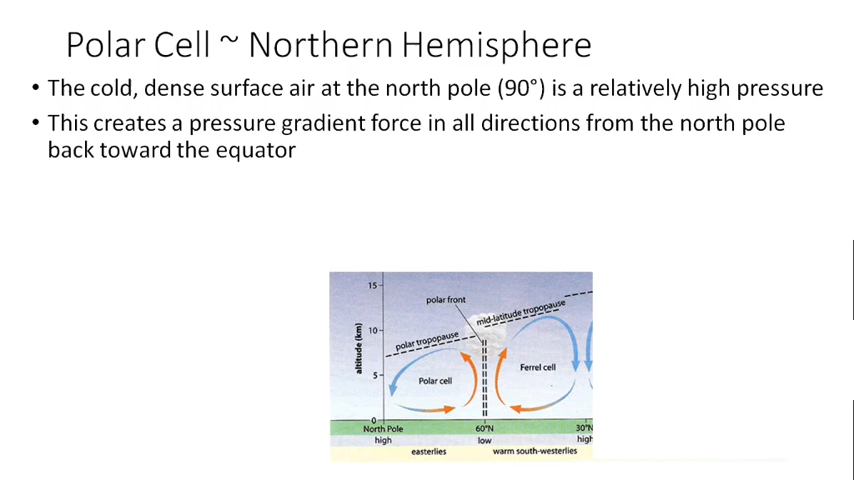 Polar Cell ~ Northern Hemisphere
• The cold, dense surface air at the north pole (90°) is a relatively high pressure
• This creates a pressure gradient force in all directions from the north pole
back toward the equator
15
polar front
mid-latitude tropopause
10
polar tropopause
altitude (km)
5
Polar cell
Ferrel cell
0
North Pole 60°N 30°N
high low high
easterlies warm south-westerlies